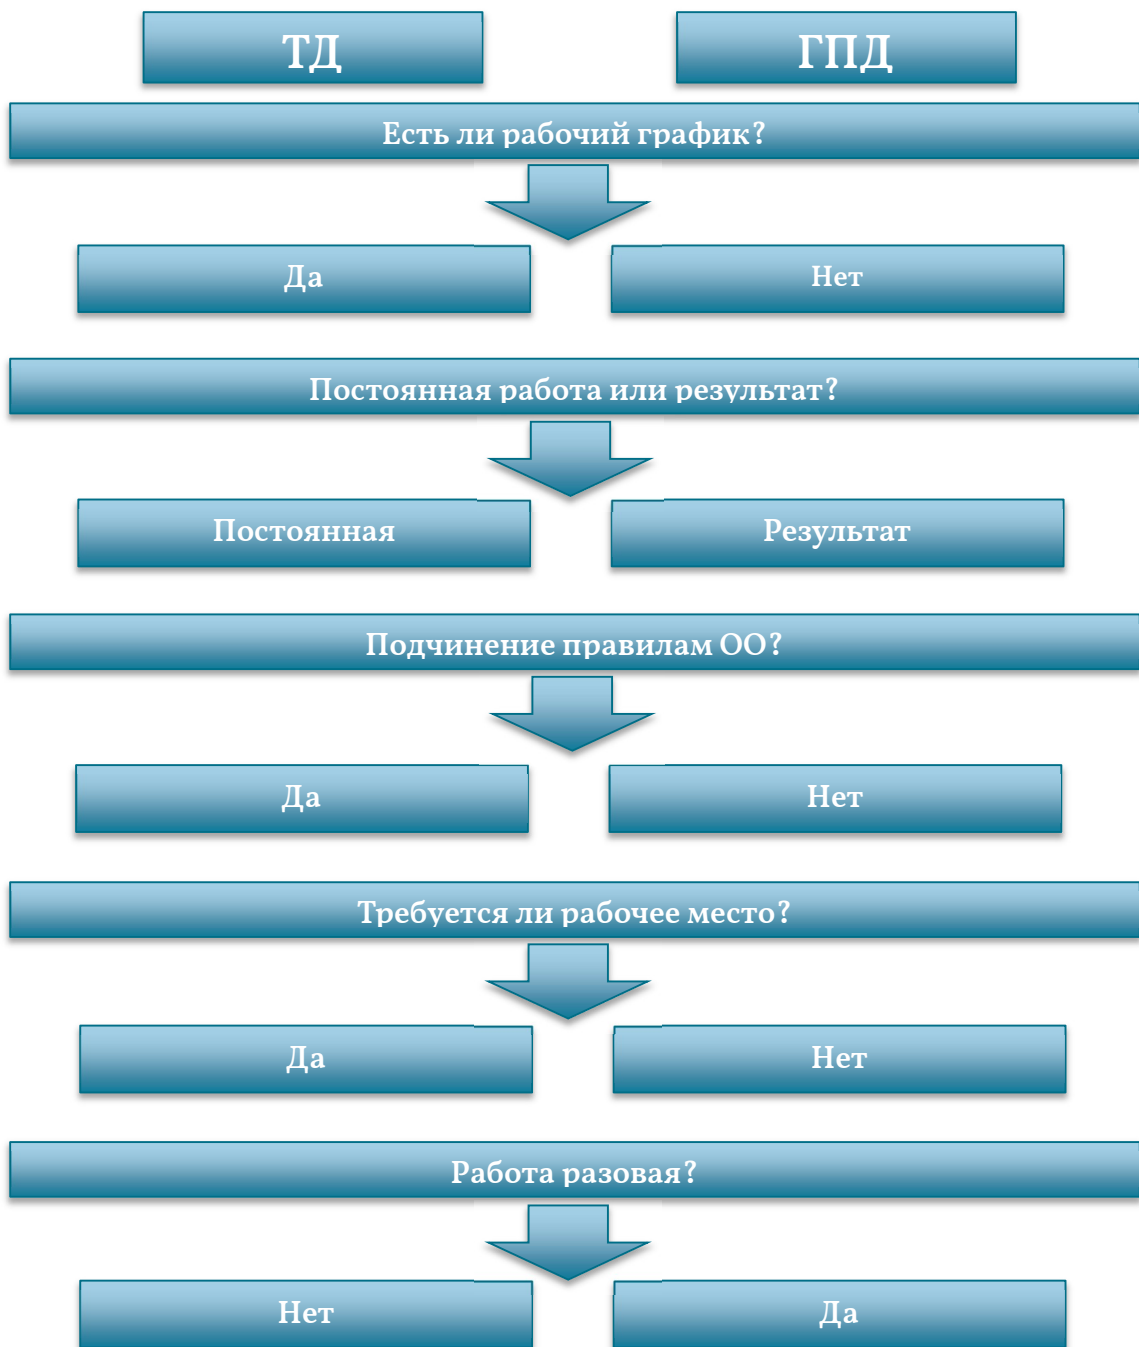 ТД
ГПД
Есть ли рабочий график?
Да
Нет
Постоянная работа или результат?
Постоянная
Результат
Подчинение правилам ОО?
Да
Нет
Требуется ли рабочее место?
Да
Нет
Работа разовая?
Нет
Да